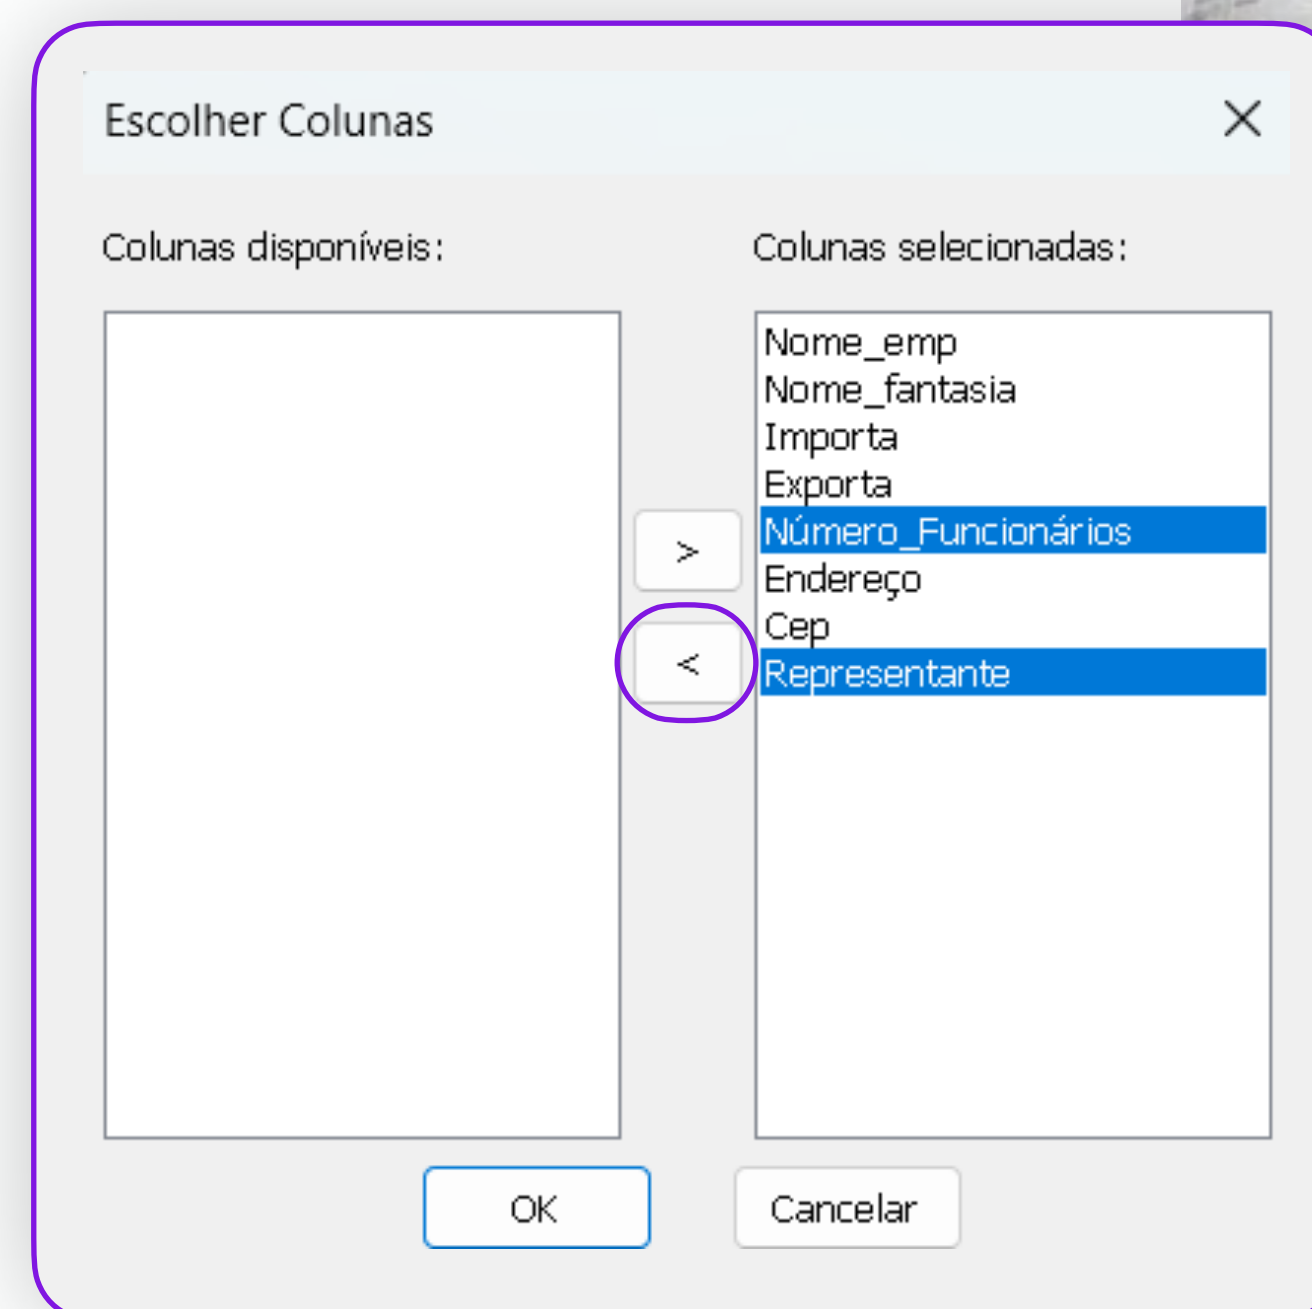 Escolher Colunas
Colunas disponíveis:
Colunas selecionadas:
Nome_emp
Nome_fantasia
Importa
Exporta
Número_Funcionários
Endereço
Cep
Representante
>
<
OK
Cancelar